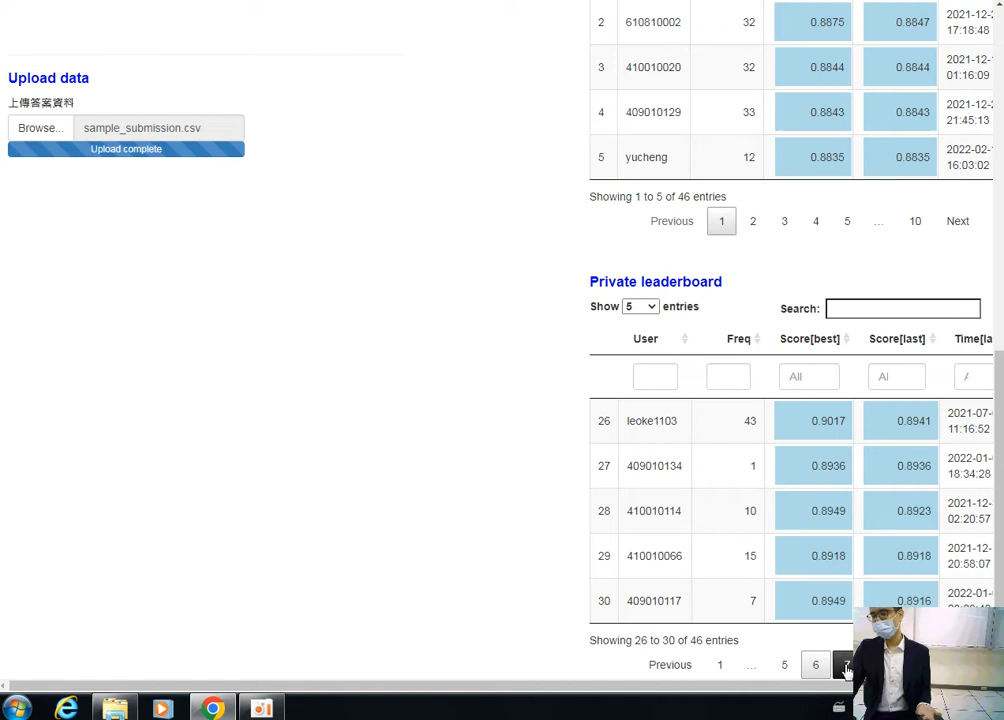 2 610810002 32 0.8875 0.8847 2021-12-
17:18:48
3 410010020 32 0.8844 0.8844 2021-12-
01:16:09
4 409010129 33 0.8843 0.8843 2021-12-
21:45:13
5 yucheng 12 0.8835 0.8835 2022-02-
16:03:02
Showing 1 to 5 of 46 entries
Previous 1 2 3 4 5 … 10 Next
Upload data
上傳答案資料
Browse... sample_submission.csv
Upload complete
Private leaderboard
Show 5 entries Search:
User Freq Score[best] Score[last] Time[la
All Al A
26 leoke1103 43 0.9017 0.8941 2021-07-
11:16:52
27 409010134 1 0.8936 0.8936 2022-01-
18:34:28
28 410010114 10 0.8949 0.8923 2021-12-
02:20:57
29 410010066 15 0.8918 0.8918 2021-12-
20:58:07
30 409010117 7 0.8949 0.8916 2022-01-
Showing 26 to 30 of 46 entries
Previous 1 … 5 6 7